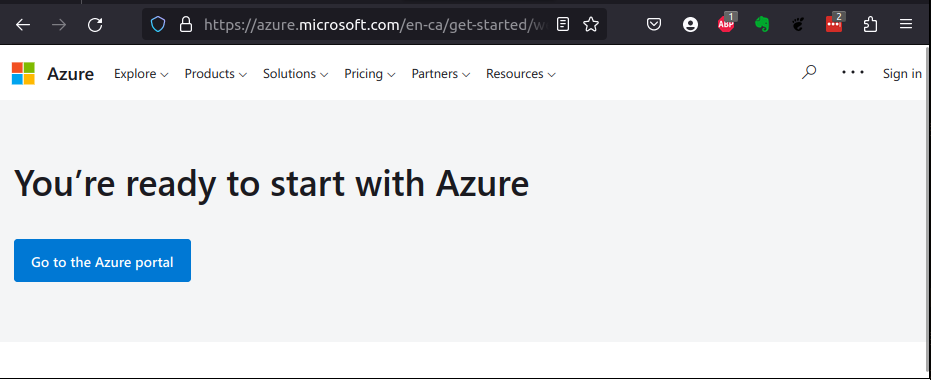 https://azure.microsoft.com/en-ca/get-started/w
ABP 1 2
Azure Explore Products Solutions Pricing Partners Resources Sign in
You're ready to start with Azure
Go to the Azure portal